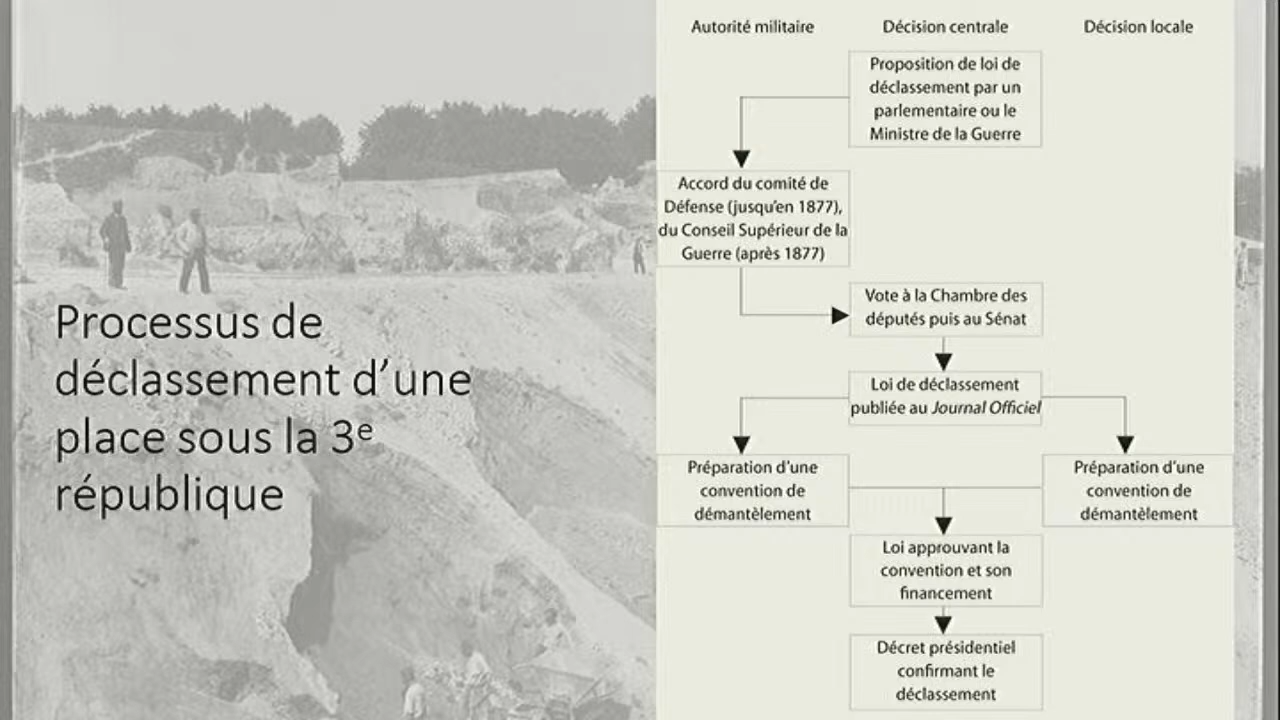 Processus de
déclassement d'une
place sous la 3e
république
Autorité militaire
Décision centrale
Décision locale
Proposition de loi de
déclassement par un
parlementaire ou le
Ministre de la Guerre
Accord du comité de
Défense (jusqu'en 1877),
du Conseil Supérieur de la
Guerre (après 1877)
Vote à la Chambre des
députés puis au Sénat
Loi de déclassement
publiée au Journal Officiel
Préparation d'une
convention de
démantèlement
Préparation d'une
convention de
démantèlement
Loi approuvant la
convention et son
financement
Décret présidentiel
confirmant le
déclassement